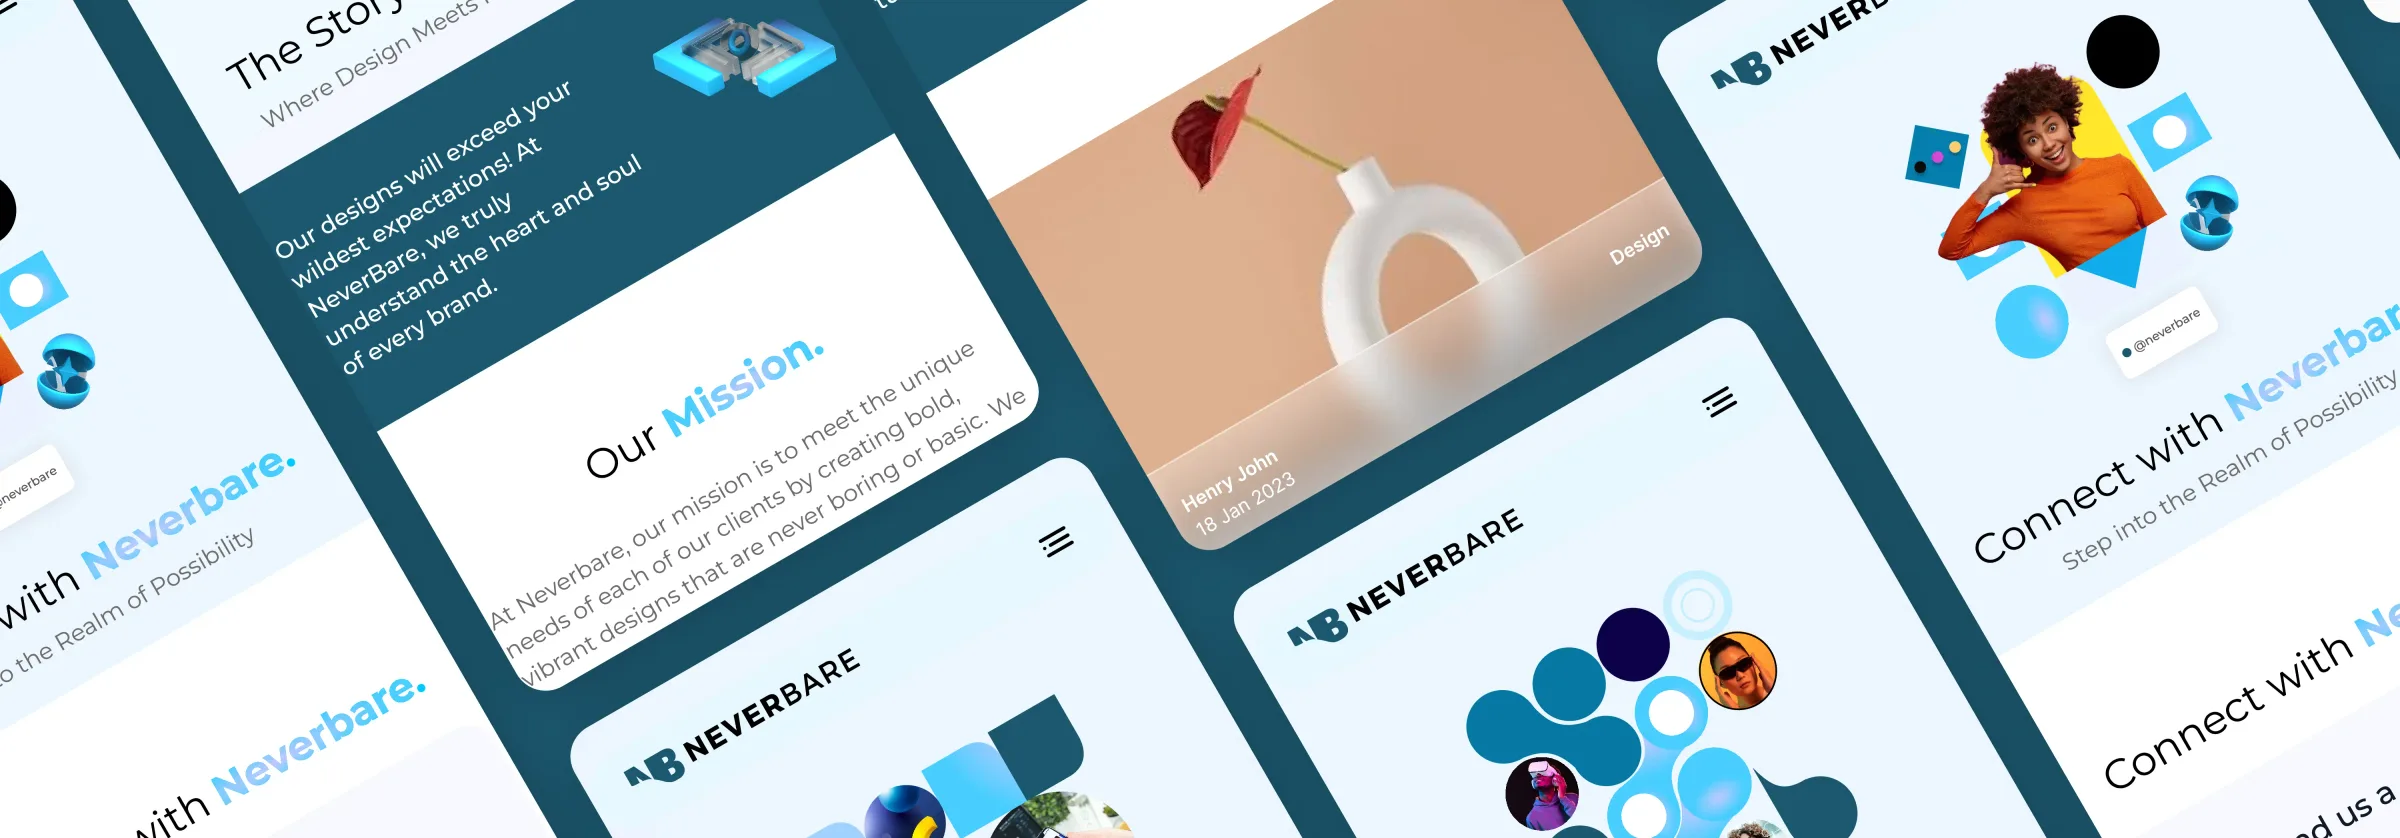 The Story
Where Design Meets
Our designs will exceed your
wildest expectations! At
NeverBare, we truly
understand the heart and soul
of every brand.
Our Mission.
At Neverbare, our mission is to meet the unique
needs of each of our clients by creating bold,
vibrant designs that are never boring or basic. We
@neverbare
with Neverbare.
to the Realm of Possibility
with Neverbare.
NEVERBARE
Design
Henry John
18 Jan 2023
NEVERBARE
NEVERB
@neverbare
Connect with Neverbar
Step into the Realm of Possibility
Connect with Ne
us a